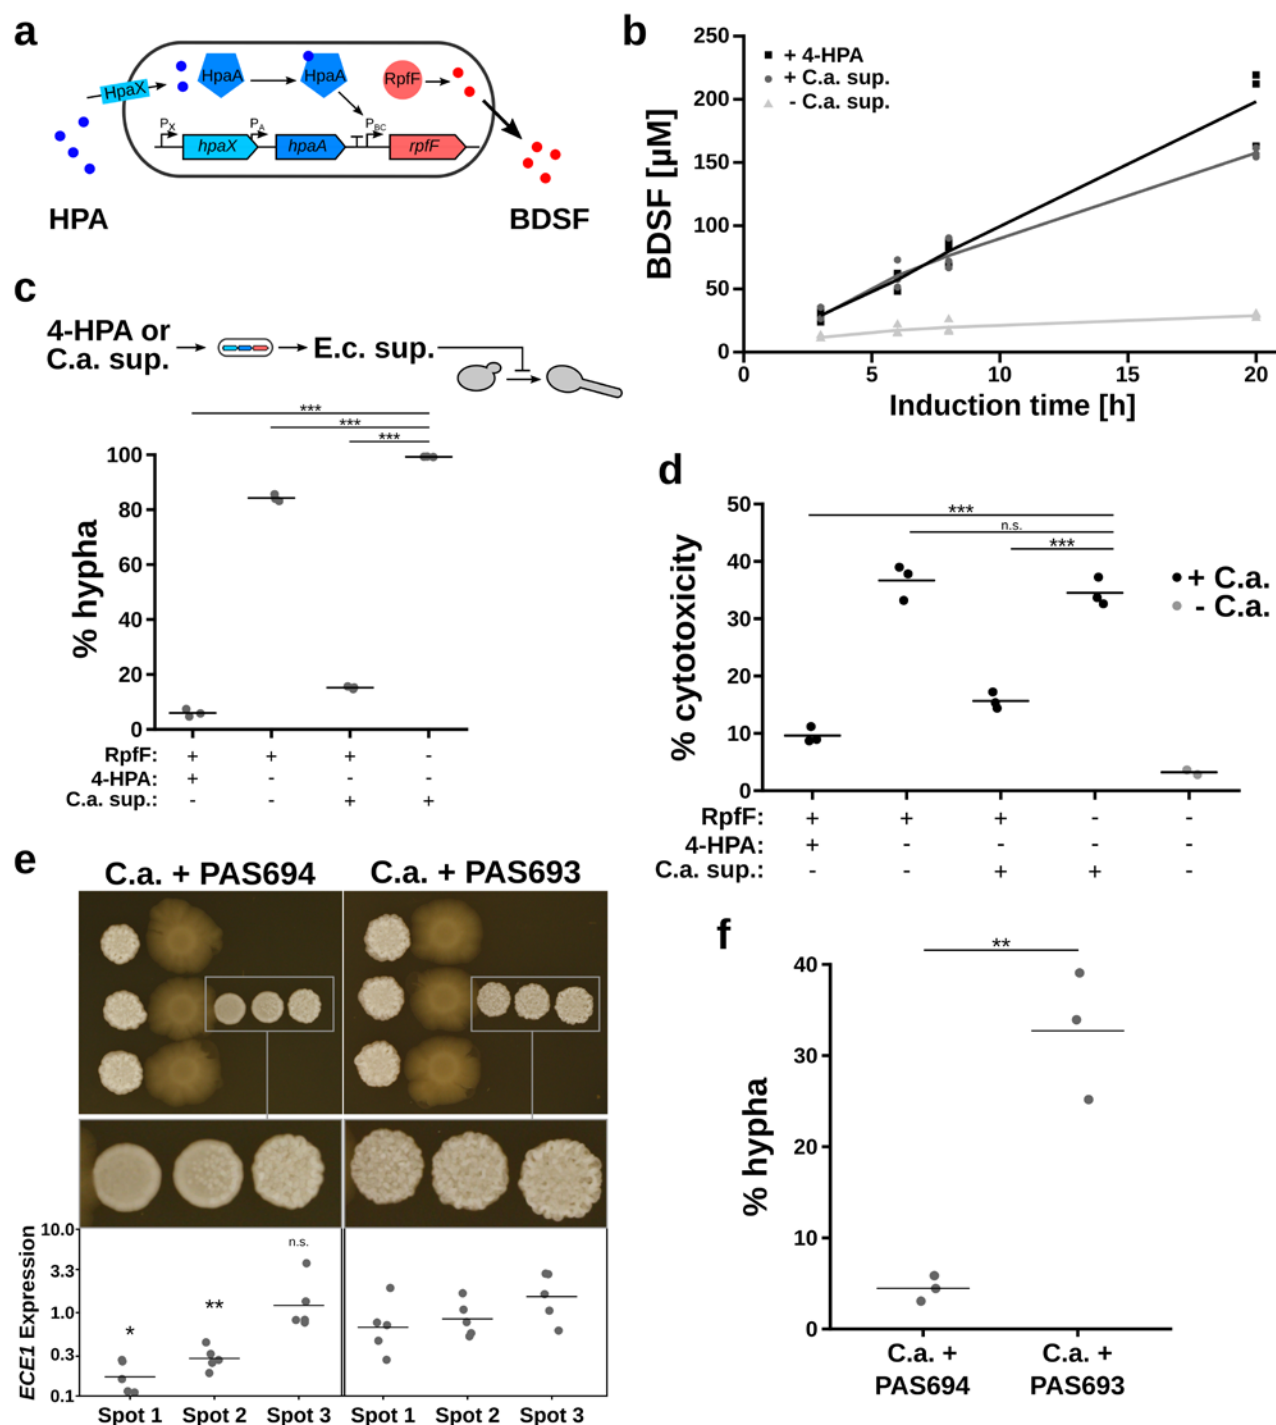 a
HpaX
HpaA
HpaA
RpfF
PX
PA
PBC
hpaX
hpaA
rpfF
HPA
BDSF
b
BDSF [µM]
250
200
150
100
50
0
+ 4-HPA
+ C.a. sup.
- C.a. sup.
0
5
10
15
20
Induction time [h]
c
4-HPA or
C.a. sup.
E.c. sup.
***
***
***
% hypha
100
80
60
40
20
0
RpfF: + + + -
4-HPA: + - - -
C.a. sup.: - - + +
d
% cytotoxicity
50
40
30
20
10
0
***
n.s.
***
+ C.a.
- C.a.
RpfF: + + + - -
4-HPA: + - - - -
C.a. sup.: - - + + -
e
C.a. + PAS694
C.a. + PAS693
ECE1 Expression
10.0
3.3
1.0
0.3
0.1
*
**
n.s.
Spot 1 Spot 2 Spot 3
Spot 1 Spot 2 Spot 3
f
**
% hypha
40
30
20
10
0
C.a. +
PAS694
C.a. +
PAS693